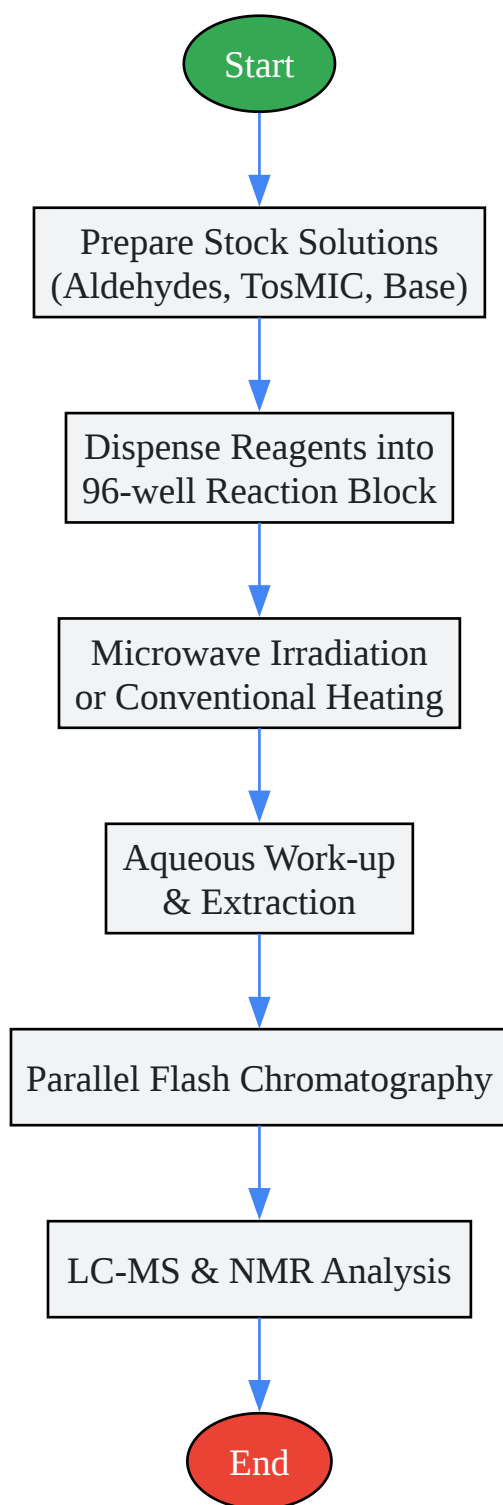 Start
Prepare Stock Solutions
(Aldehydes, TosMIC, Base)
Dispense Reagents into
96-well Reaction Block
Microwave Irradiation
or Conventional Heating
Aqueous Work-up
& Extraction
Parallel Flash Chromatography
LC-MS & NMR Analysis
End